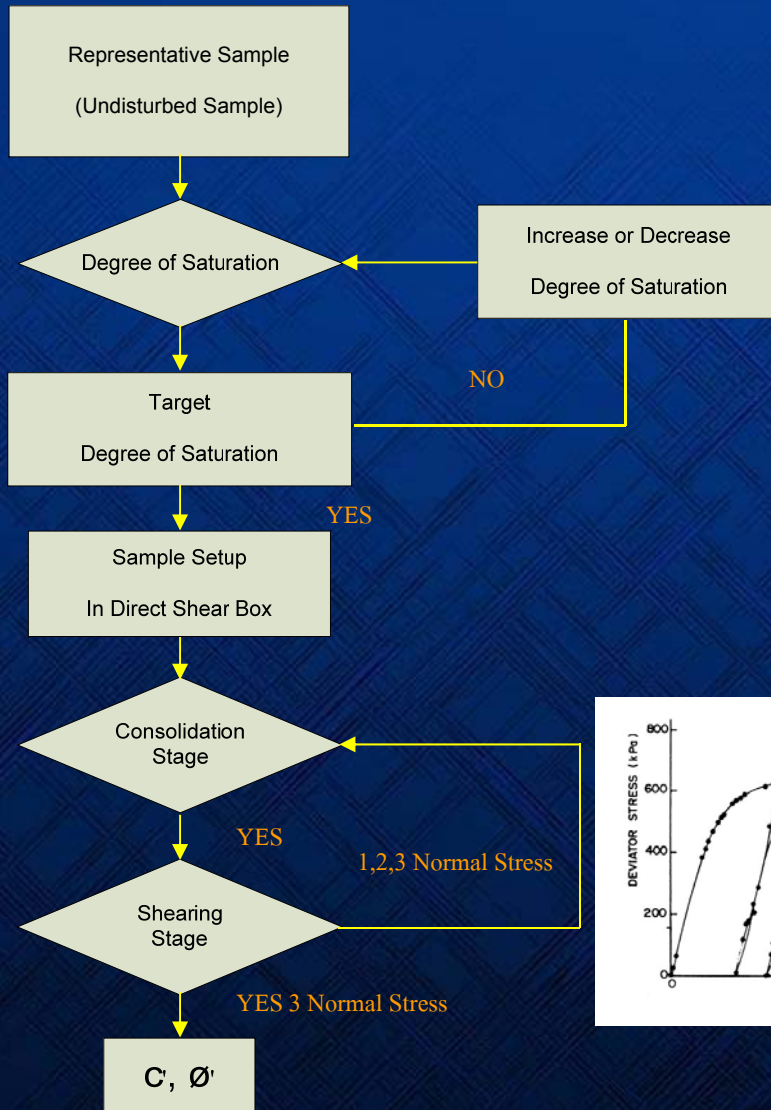 Representative Sample
(Undisturbed Sample)
Degree of Saturation
Increase or Decrease
Degree of Saturation
NO
Target
Degree of Saturation
YES
Sample Setup
In Direct Shear Box
Consolidation
Stage
YES
1,2,3 Normal Stress
Shearing
Stage
YES 3 Normal Stress
C', Ø'
DEVIATOR STRESS (kPa)
800
600
400
200
0
0